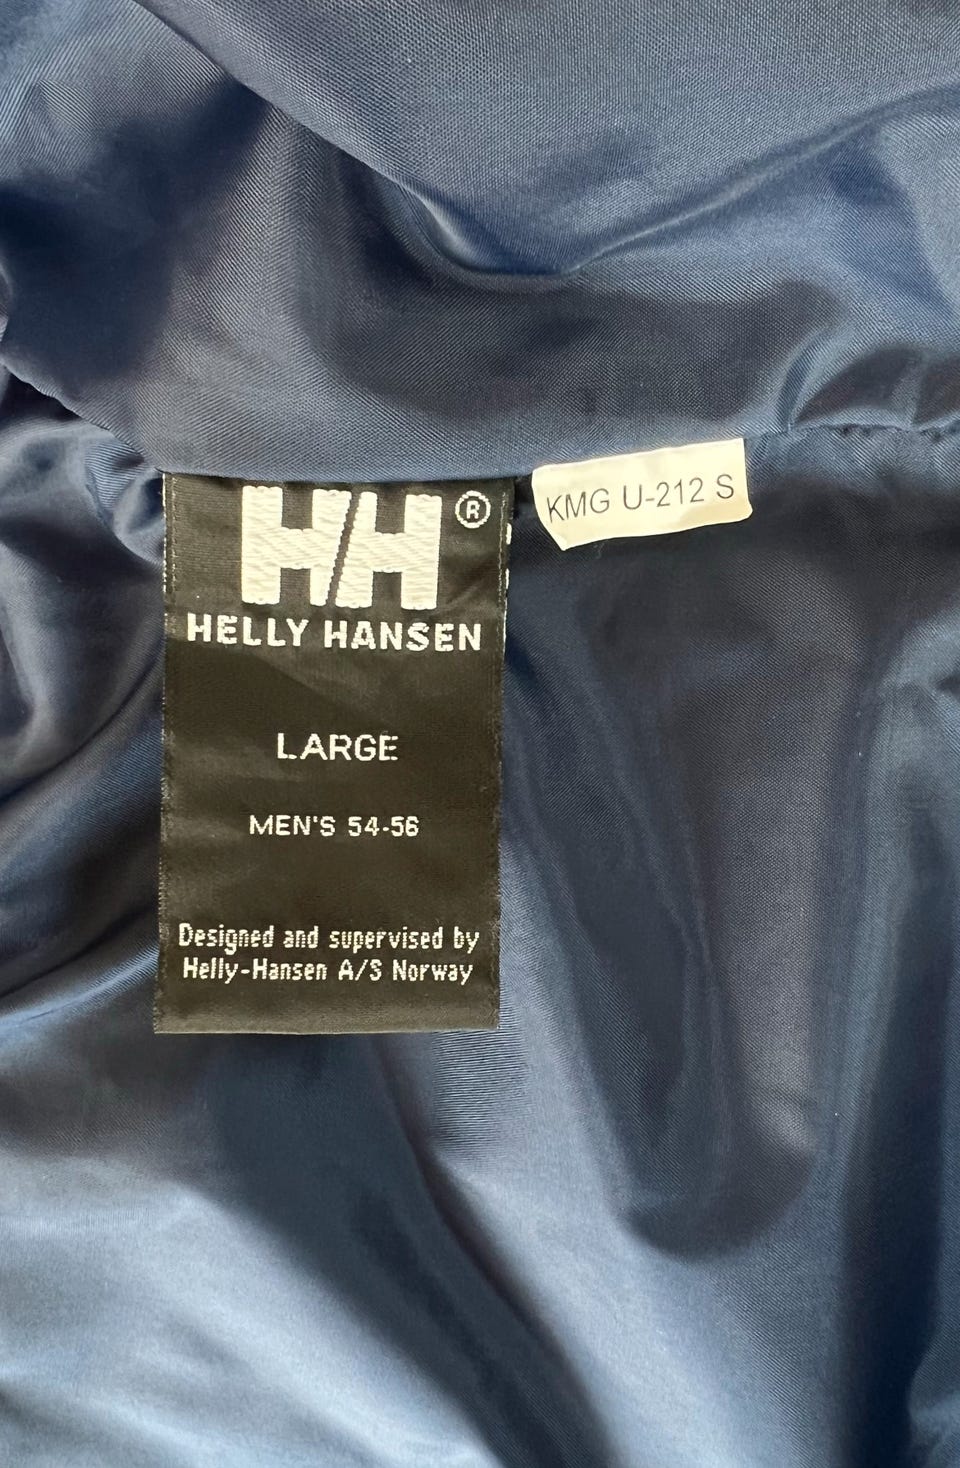 HH®
HELLY HANSEN
LARGE
MEN'S 54-56
Designed and supervised by
Helly-Hansen A/S Norway
KMG U-212 S